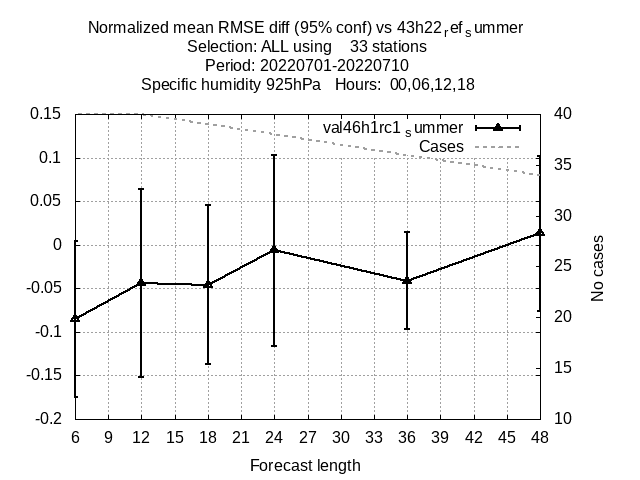 Normalized mean RMSE diff (95% conf) vs 43h22ref summer
Selection: ALL using 33 stations
Period: 20220701-20220710
Specific humidity 925hPa Hours: 00,06,12,18
val46h1rc1 summer
Cases
0.15
0.1
0.05
0
-0.05
-0.1
-0.15
-0.2
40
35
30
25
20
15
10
No cases
6 9 12 15 18 21 24 27 30 33 36 39 42 45 48
Forecast length